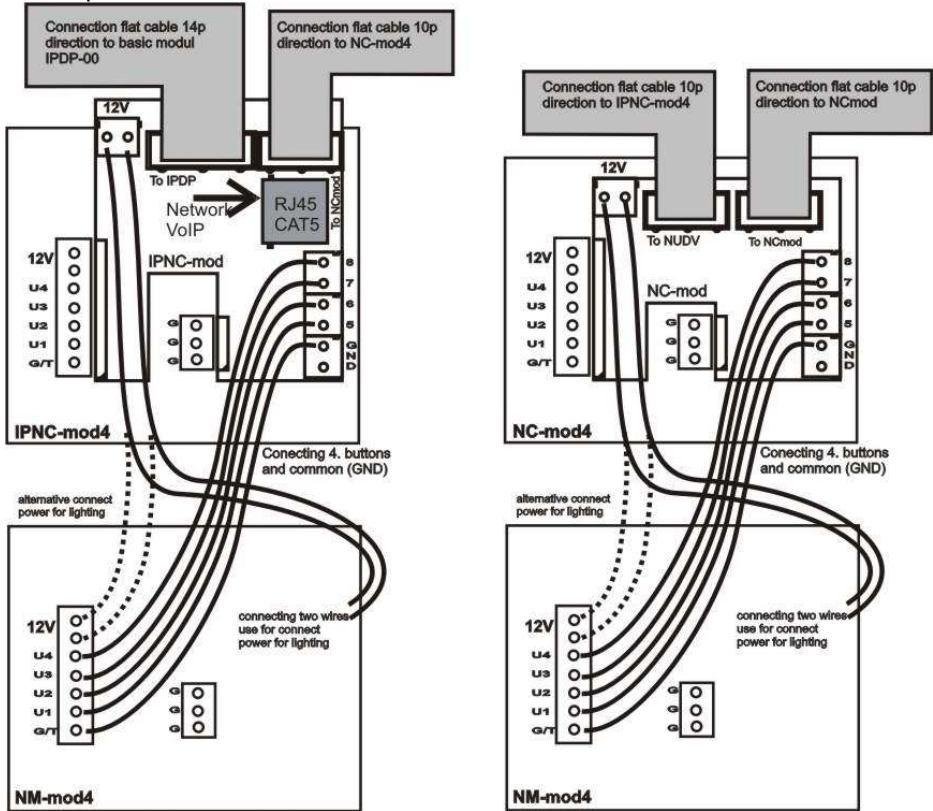 Connection flat cable 14p
direction to basic modul
IPDP-00
Connection flat cable 10p
direction to NC-mod4
12V
To IPDP
To NCmod
Network
VoIP
RJ45
CAT5
12V
U4
U3
U2
U1
G/T
IPNC-mod
G
G
G
8
7
6
5
G
N
D
IPNC-mod4
Conecting 4. buttons
and common (GND)
alternative connect
power for lighting
connecting two wires
use for connect
power for lighting
12V
U4
U3
U2
U1
G/T
G
G
G
NM-mod4
Connection flat cable 10p
direction to IPNC-mod4
Connection flat cable 10p
direction to NCmod
12V
To NUDV
To NCmod
12V
U4
U3
U2
U1
G/T
NC-mod
G
G
G
8
7
6
5
G
N
D
NC-mod4
Conecting 4. buttons
and common (GND)
alternative connect
power for lighting
connecting two wires
use for connect
power for lighting
12V
U4
U3
U2
U1
G/T
G
G
G
NM-mod4